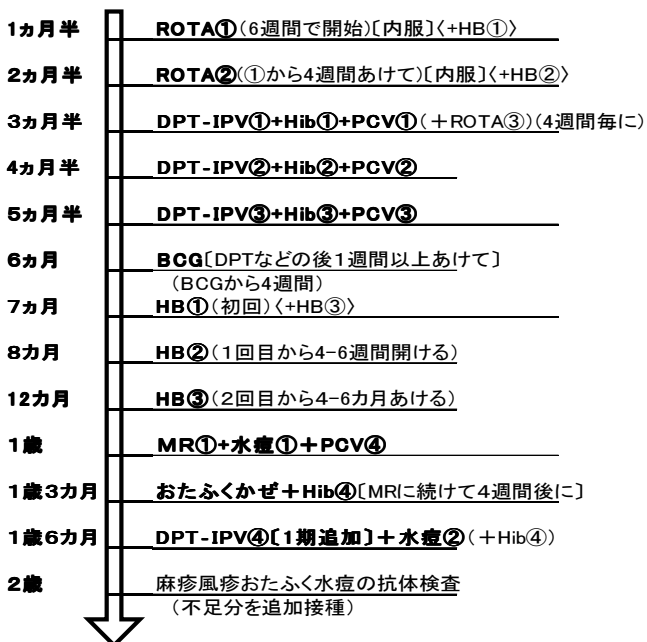 1ヵ月半 ROTA①(6週間で開始)〔内服〕〈+HB①〉
2ヵ月半 ROTA②(①から4週間あけて)〔内服〕〈+HB②〉
3ヵ月半 DPT-IPV①+Hib①+PCV①(＋ROTA③)(4週間毎に)
4ヵ月半 DPT-IPV②+Hib②+PCV②
5ヵ月半 DPT-IPV③+Hib③+PCV③
6ヵ月 BCG〔DPTなどの後1週間以上あけて〕
(BCGから4週間)
7ヵ月 HB①(初回)〈+HB③〉
8カ月 HB②(1回目から4-6週間開ける)
12カ月 HB③(2回目から4-6カ月あける)
1歳 MR①+水痘①＋PCV④
1歳3カ月 おたふくかぜ＋Hib④〔MRに続けて4週間後に〕
1歳6カ月 DPT-IPV④〔1期追加〕＋水痘②(＋Hib④)
2歳 麻疹風疹おたふく水痘の抗体検査
(不足分を追加接種)